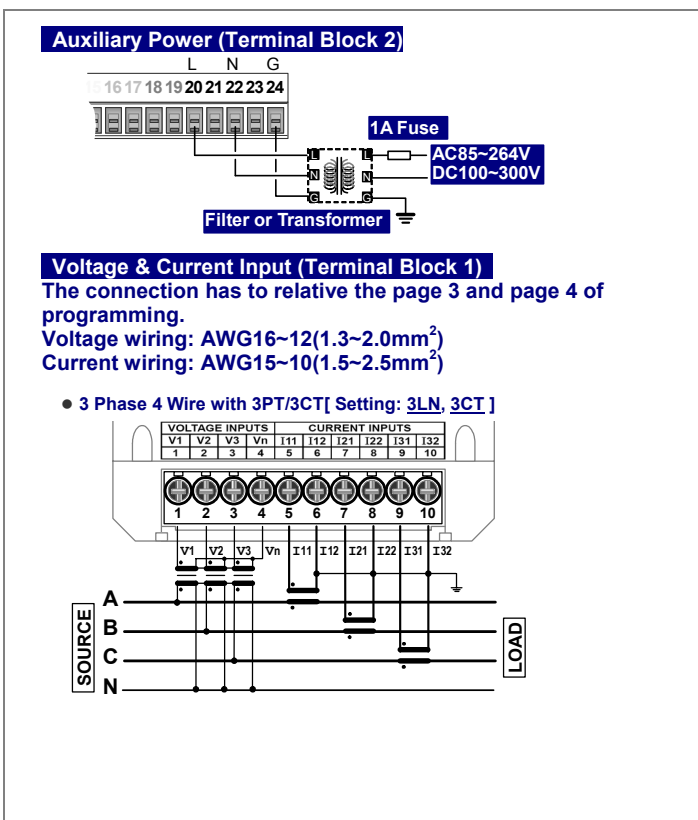 Auxiliary Power (Terminal Block 2)
L N G
15 16 17 18 19 20 21 22 23 24
1A Fuse
L L AC85~264V
N N DC100~300V
G G
Filter or Transformer
Voltage & Current Input (Terminal Block 1)
The connection has to relative the page 3 and page 4 of
programming.
Voltage wiring: AWG16~12(1.3~2.0mm²)
Current wiring: AWG15~10(1.5~2.5mm²)
● 3 Phase 4 Wire with 3PT/3CT[ Setting: 3LN, 3CT ]
VOLTAGE INPUTS CURRENT INPUTS
V1 V2 V3 Vn I11 I12 I21 I22 I31 I32
1 2 3 4 5 6 7 8 9 10
1 2 3 4 5 6 7 8 9 10
V1 V2 V3 Vn I11 I12 I21 I22 I31 I32
SOURCE
A
B
C
N
LOAD